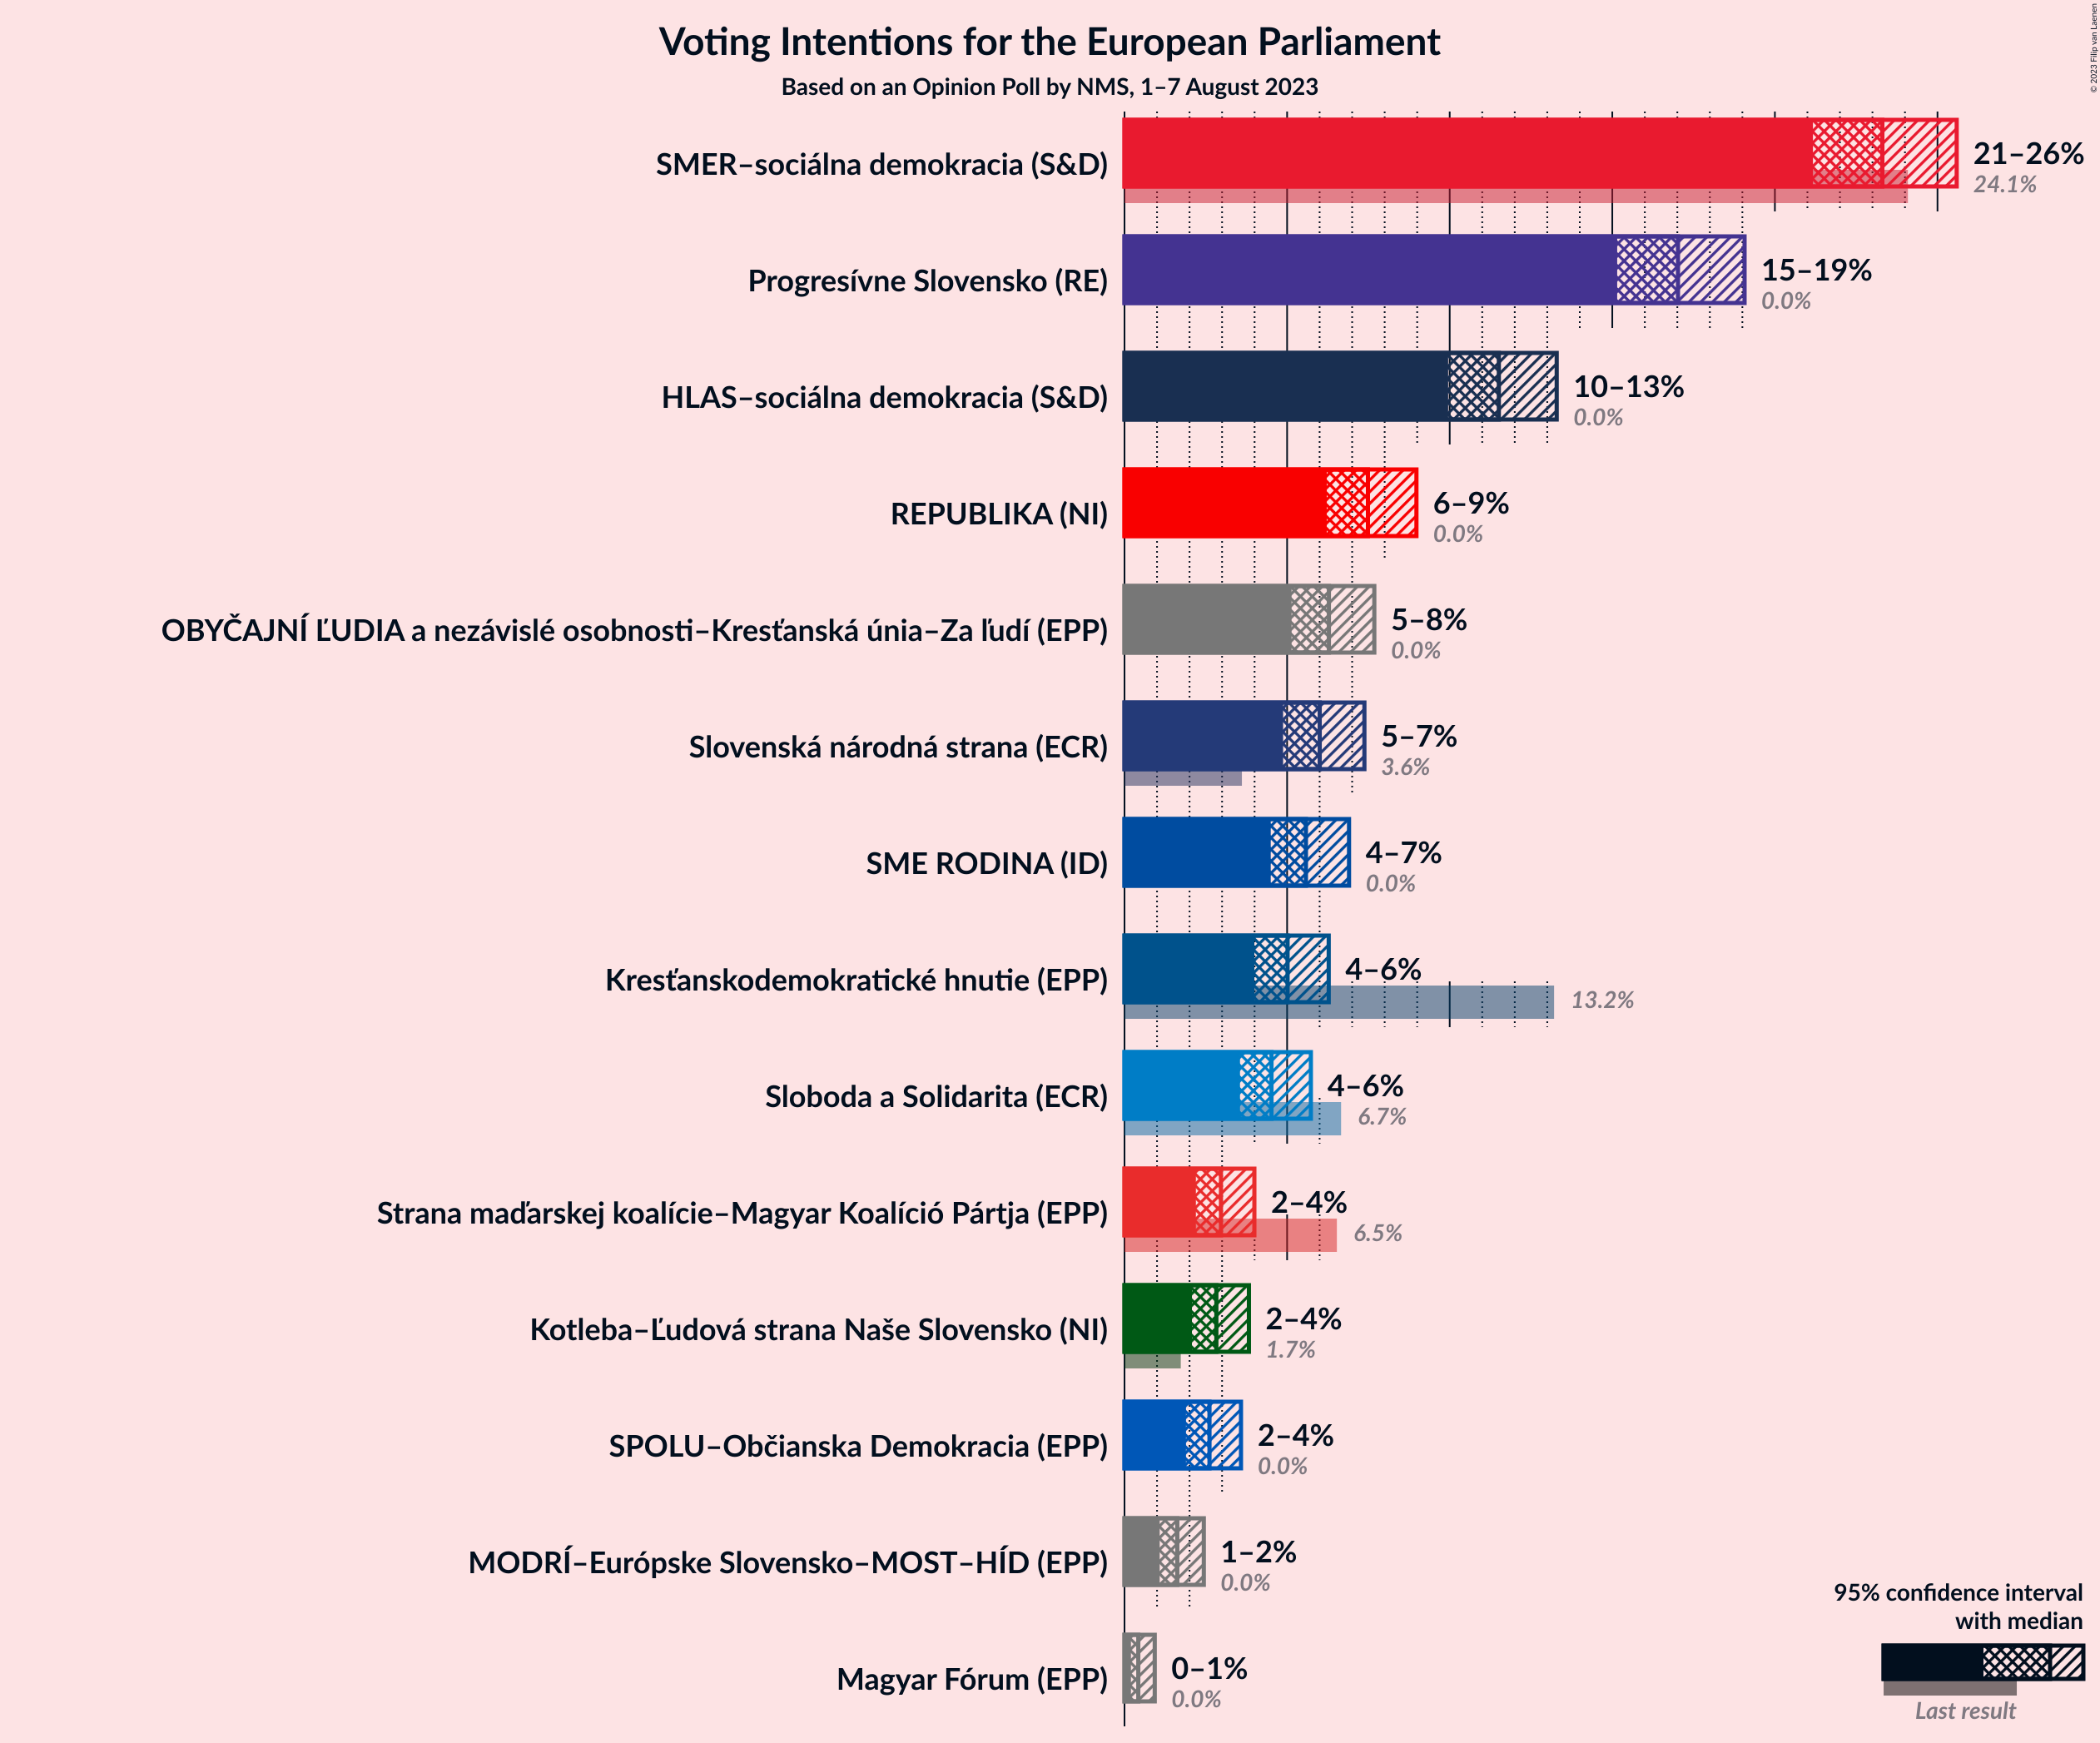 Voting Intentions for the European Parliament
Based on an Opinion Poll by NMS, 1–7 August 2023
© 2023 Filip van Laenen
SMER–sociálna demokracia (S&D)
21–26%
24.1%
Progresívne Slovensko (RE)
15–19%
0.0%
HLAS–sociálna demokracia (S&D)
10–13%
0.0%
REPUBLIKA (NI)
6–9%
0.0%
OBYČAJNÍ ĽUDIA a nezávislé osobnosti–Kresťanská únia–Za ľudí (EPP)
5–8%
0.0%
Slovenská národná strana (ECR)
5–7%
3.6%
SME RODINA (ID)
4–7%
0.0%
Kresťanskodemokratické hnutie (EPP)
4–6%
13.2%
Sloboda a Solidarita (ECR)
4–6%
6.7%
Strana maďarskej koalície–Magyar Koalíció Pártja (EPP)
2–4%
6.5%
Kotleba–Ľudová strana Naše Slovensko (NI)
2–4%
1.7%
SPOLU–Občianska Demokracia (EPP)
2–4%
0.0%
MODRÍ–Európske Slovensko–MOST–HÍD (EPP)
1–2%
0.0%
Magyar Fórum (EPP)
0–1%
0.0%
95% confidence interval
with median
Last result